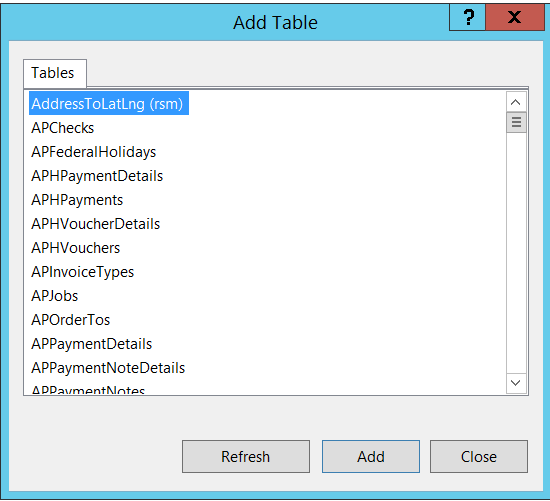 Add Table
?
X
Tables
AddressToLatLng (rsm)
APChecks
APFederalHolidays
APHPaymentDetails
APHPayments
APHVoucherDetails
APHVouchers
APInvoiceTypes
APJobs
APOrderTos
APPaymentDetails
APPaymentNoteDetails
APPaymentNotes
Refresh
Add
Close